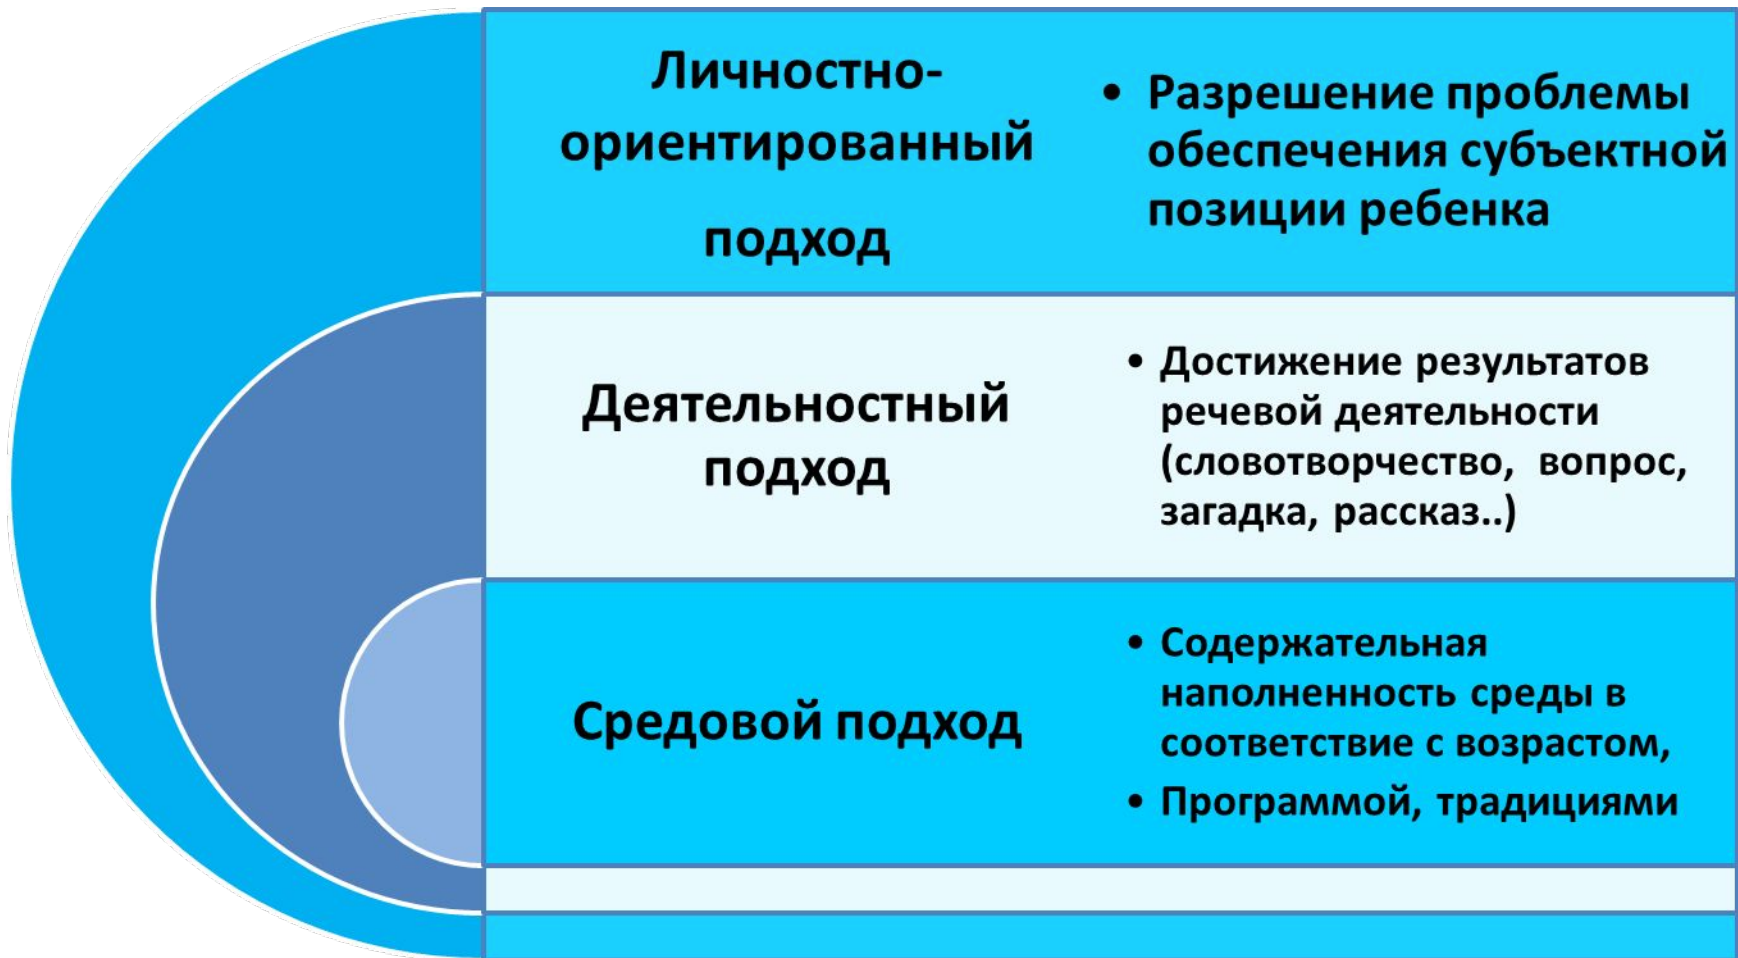 Личностно-
ориентированный
подход
• Разрешение проблемы
обеспечения субъектной
позиции ребенка
Деятельностный
подход
• Достижение результатов
речевой деятельности
(словотворчество, вопрос,
загадка, рассказ..)
Средовой подход
• Содержательная
наполненность среды в
соответствие с возрастом,
• Программой, традициями